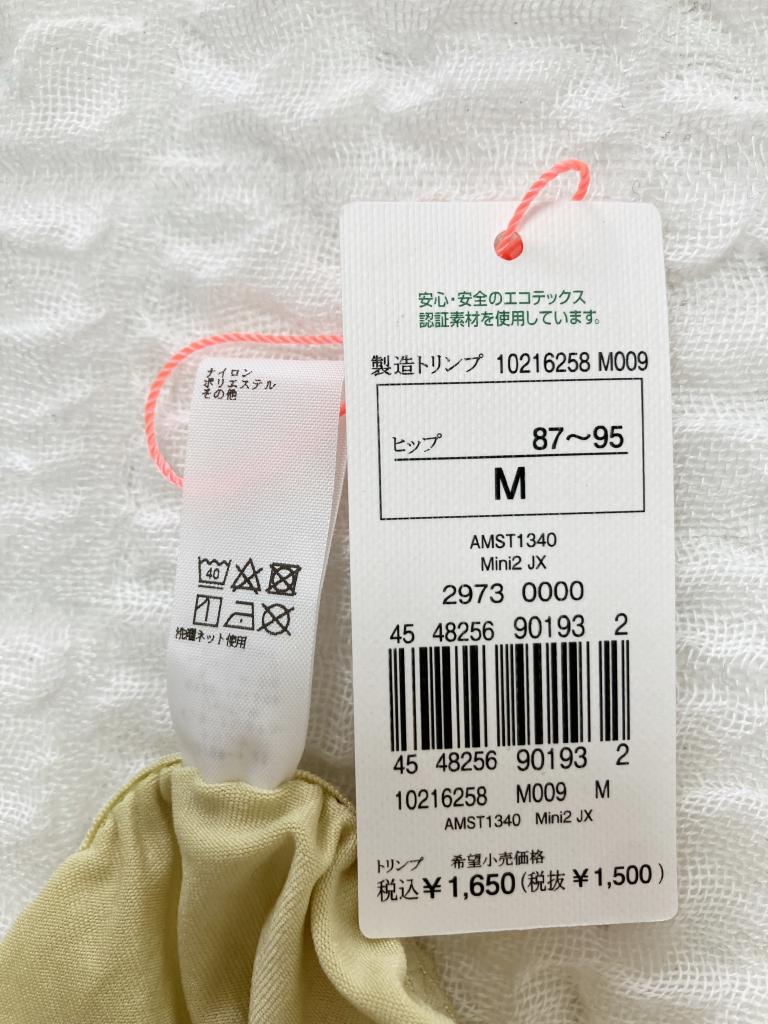 ナイロン
ポリエステル
その他
40
洗濯ネット使用
安心・安全のエコテックス
認証素材を使用しています。
製造トリンプ 10216258 M009
ヒップ 87〜95
M
AMST1340
Mini2 JX
2973 0000
45 48256 90193 2
45 48256 90193 2
10216258 M009 M
AMST1340 Mini2 JX
トリンプ 希望小売価格
税込¥1,650(税抜 ¥1,500)